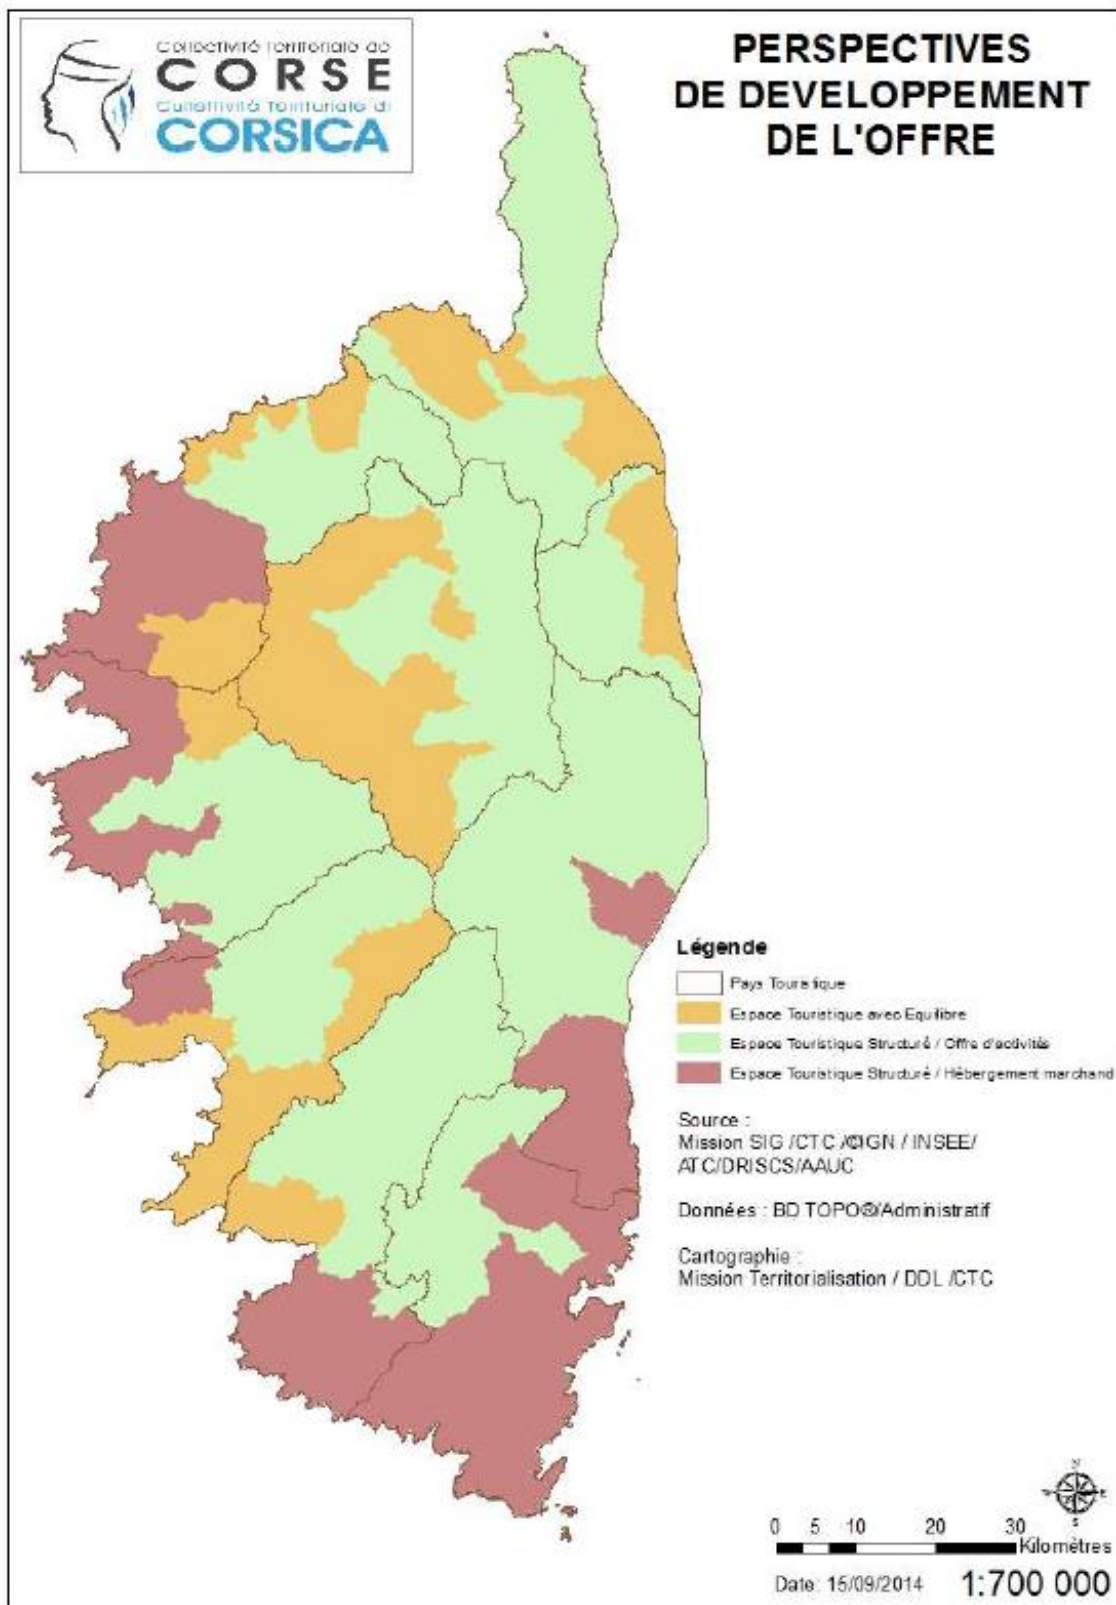 Collectivité Territoriale de
CORSE
Cullettività Territuriale di
CORSICA
PERSPECTIVES
DE DEVELOPPEMENT
DE L'OFFRE
Légende
Pays Touristique
Espace Touristique avec Equilibre
Espace Touristique Structuré / Offre d'activités
Espace Touristique Structuré / Hébergement marchand
Source :
Mission SIG /CTC /©IGN / INSEE/
ATC/DRISCS/AAUC
Données : BD TOPO®/Administratif
Cartographie :
Mission Territorialisation / DDL /CTC
N
E
S
0 5 10 20 30
Kilomètres
Date: 15/09/2014 1:700 000